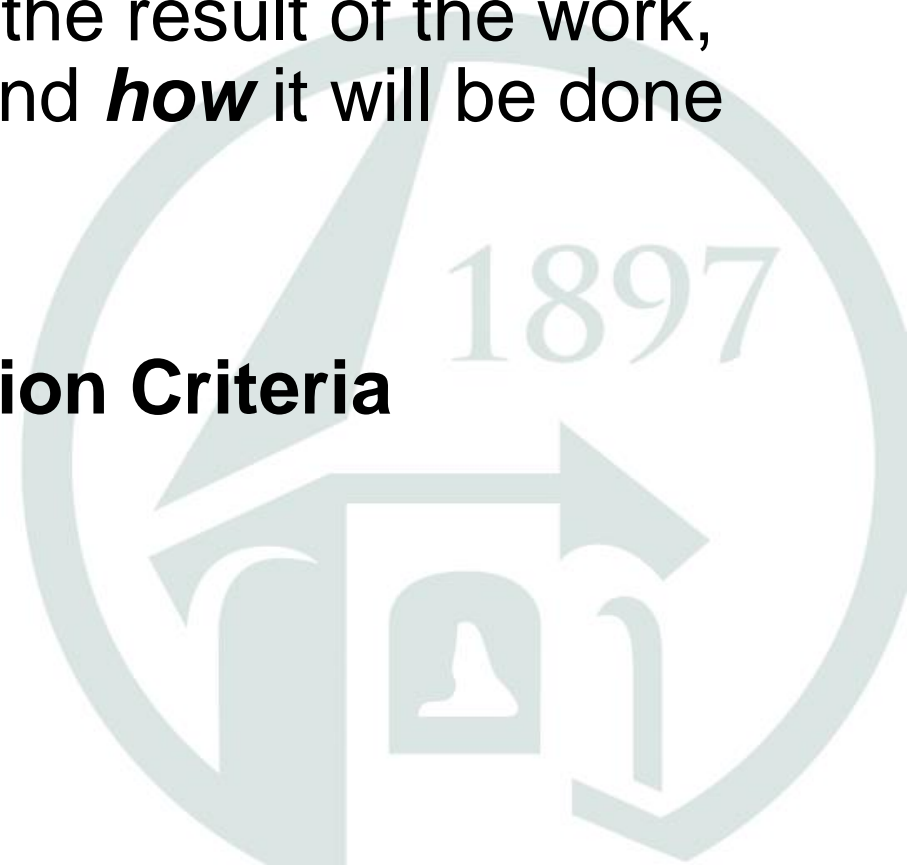 the result of the work,
nd how it will be done
1897
ion Criteria